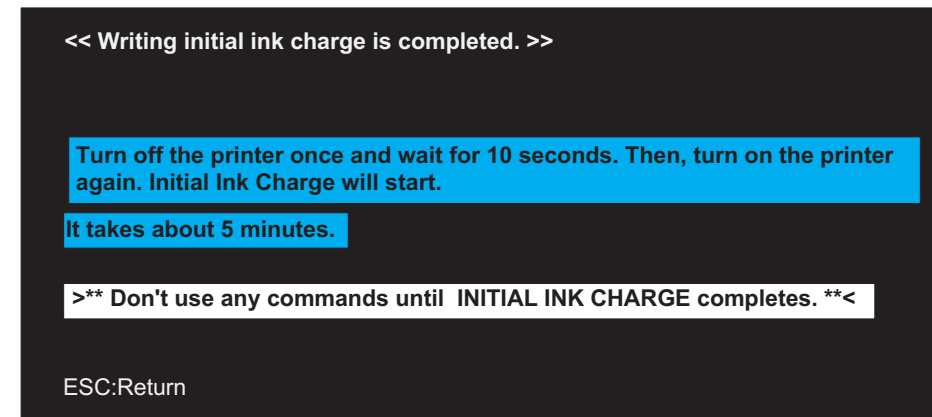 << Writing initial ink charge is completed. >>
Turn off the printer once and wait for 10 seconds. Then, turn on the printer
again. Initial Ink Charge will start.
It takes about 5 minutes.
>** Don't use any commands until  INITIAL INK CHARGE completes. **<
ESC:Return